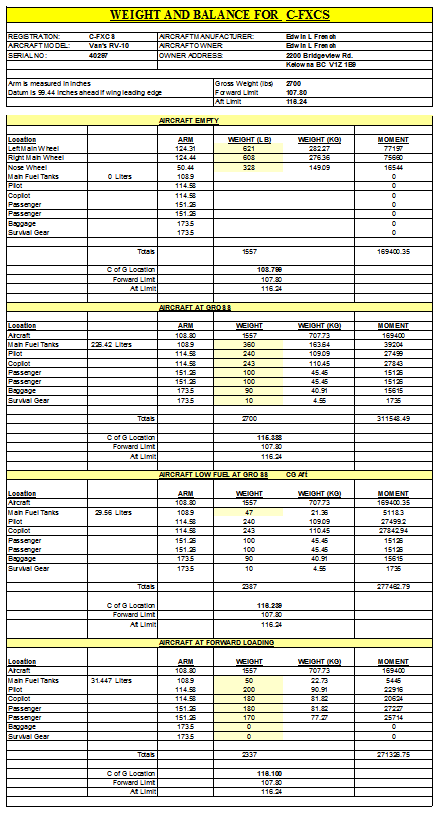 WEIGHT AND BALANCE FOR C-FXCS
REGISTRATION: C-FXCS AIRCRAFT MANUFACTURER: Edwin L French
AIRCRAFT MODEL: Van's RV-10 AIRCRAFT OWNER: Edwin L French
SERIAL NO: 40297 OWNER ADDRESS: 2200 Bridgeview Rd.
Kelowna BC V1Z 1B9
Arm is measured in inches Gross Weight (lbs) 2700
Datum is 99.44 inches ahead if wing leading edge Forward Limit 107.80
Aft Limit 116.24
AIRCRAFT EMPTY
Location ARM WEIGHT (LB) WEIGHT (KG) MOMENT
Left Main Wheel 124.31 621 282.27 77197
Right Main Wheel 124.44 608 276.36 75660
Nose Wheel 50.44 328 149.09 16544
Main Fuel Tanks 0 Liters 108.9 0
Pilot 114.58 0
Copilot 114.58 0
Passenger 151.26 0
Passenger 151.26 0
Baggage 173.5 0
Survival Gear 173.5 0
Totals 1557 169400.35
C of G Location 108.799
Forward Limit 107.80
Aft Limit 116.24
AIRCRAFT AT GROSS
Location ARM WEIGHT WEIGHT (KG) MOMENT
Aircraft 108.80 1557 707.73 169400
Main Fuel Tanks 226.42 Liters 108.9 360 163.64 39204
Pilot 114.58 240 109.09 27499
Copilot 114.58 243 110.45 27843
Passenger 151.26 100 45.45 15126
Passenger 151.26 100 45.45 15126
Baggage 173.5 90 40.91 15615
Survival Gear 173.5 10 4.55 1735
Totals 2700 311548.49
C of G Location 115.388
Forward Limit 107.80
Aft Limit 116.24
AIRCRAFT LOW FUEL AT GROSS CG Aft
Location ARM WEIGHT WEIGHT (KG) MOMENT
Aircraft 108.80 1557 707.73 169400.35
Main Fuel Tanks 29.56 Liters 108.9 47 21.36 5118.3
Pilot 114.58 240 109.09 27499.2
Copilot 114.58 243 110.45 27842.94
Passenger 151.26 100 45.45 15126
Passenger 151.26 100 45.45 15126
Baggage 173.5 90 40.91 15615
Survival Gear 173.5 10 4.55 1735
Totals 2387 277462.79
C of G Location 116.239
Forward Limit 107.80
Aft Limit 116.24
AIRCRAFT AT FORWARD LOADING
Location ARM WEIGHT WEIGHT (KG) MOMENT
Aircraft 108.80 1557 707.73 169400
Main Fuel Tanks 31.447 Liters 108.9 50 22.73 5445
Pilot 114.58 200 90.91 22916
Copilot 114.58 180 81.82 20624
Passenger 151.26 180 81.82 27227
Passenger 151.26 170 77.27 25714
Baggage 173.5 0 0
Survival Gear 173.5 0 0
Totals 2337 271326.75
C of G Location 116.100
Forward Limit 107.80
Aft Limit 116.24